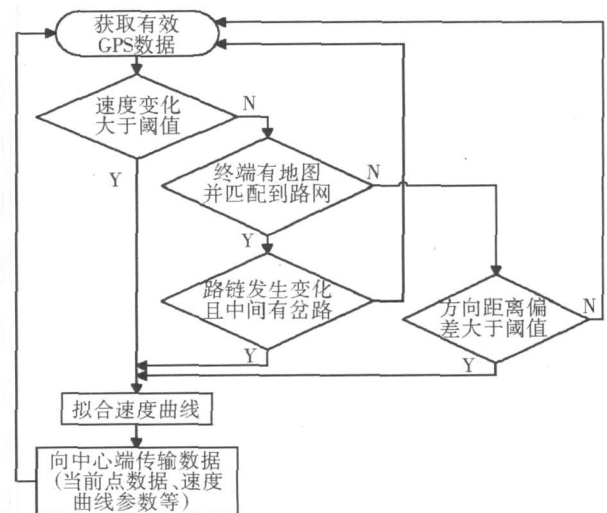 获取有效
GPS数据
速度变化
大于阈值
N
终端有地图
并匹配到路网
N
Y
Y
路链发生变化
且中间有岔路
方向距离偏
差大于阈值
N
Y
Y
拟合速度曲线
向中心端传输数据
(当前点数据、速度
曲线参数等)